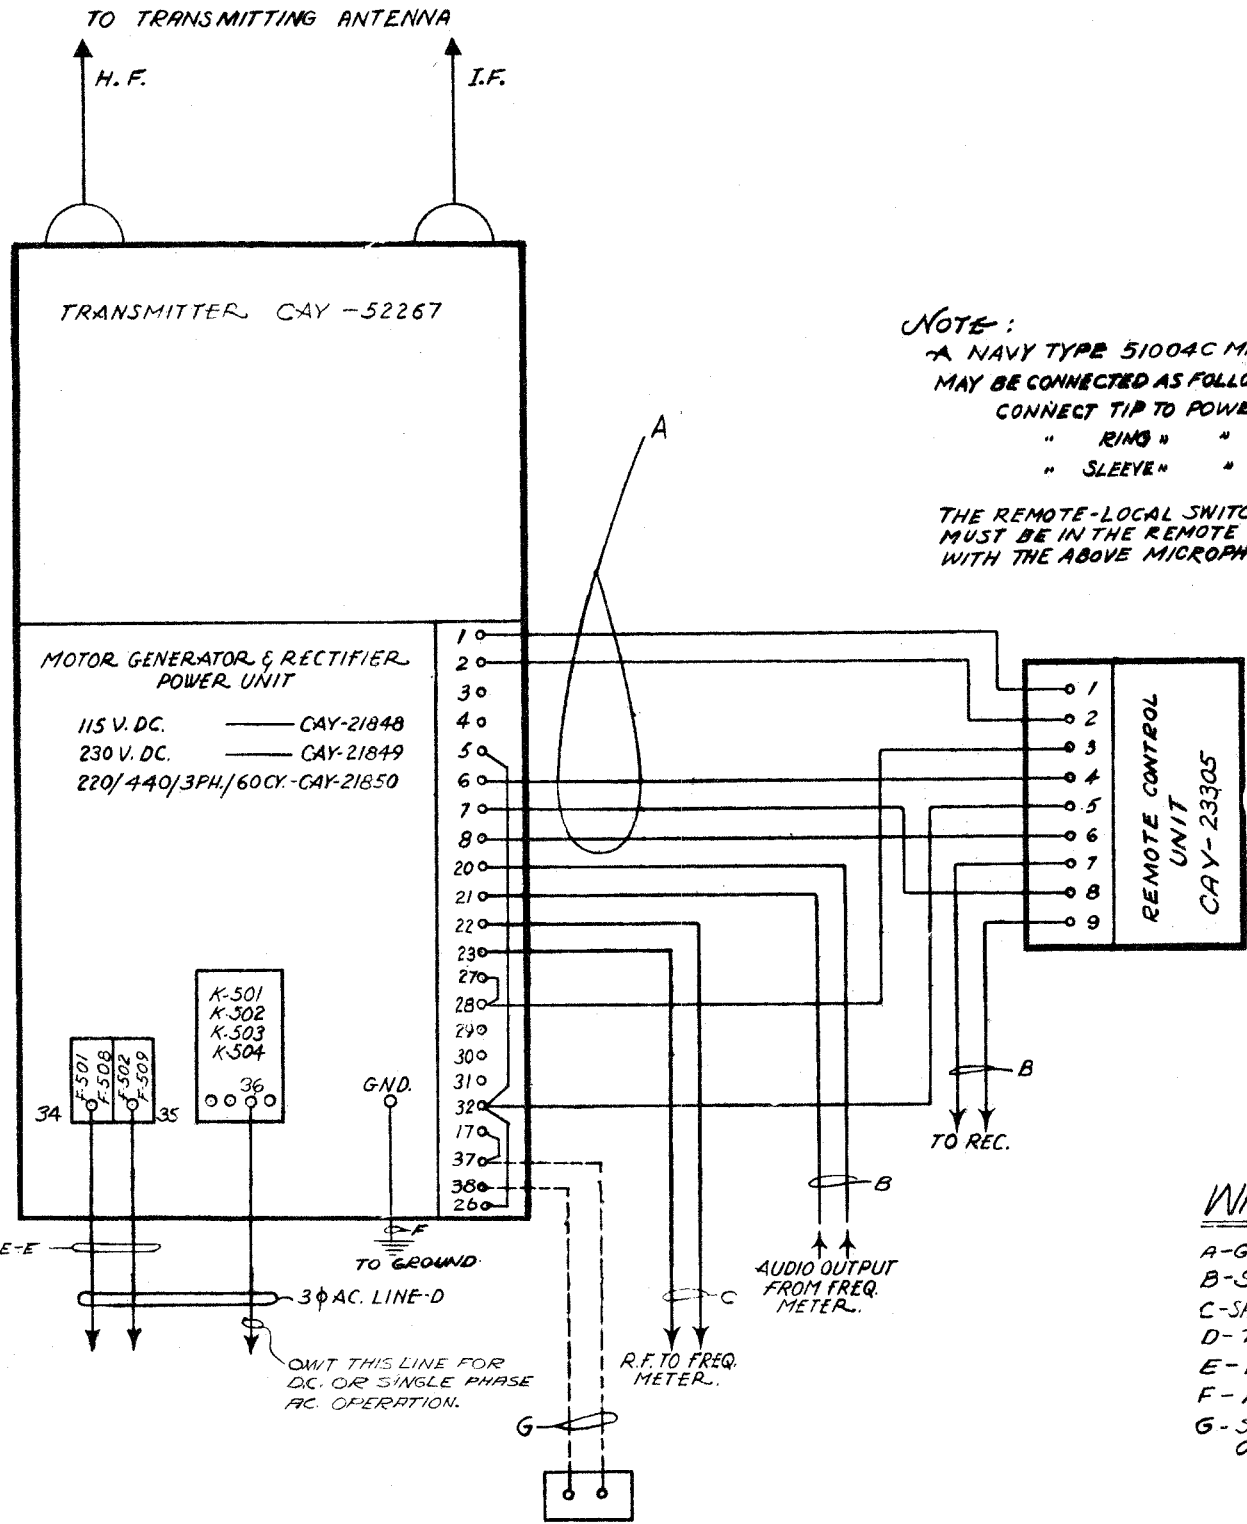 TO TRANSMITTING ANTENNA
H.F.
I.F.
TRANSMITTER CAY-52267
NOTE:
A NAVY TYPE 51004C
MAY BE CONNECTED AS
CONNECT TIP TO
" RING " "
" SLEEVE " "
THE REMOTE-LOCAL
MUST BE IN THE REMOTE
WITH THE ABOVE
A
MOTOR GENERATOR & RECTIFIER
POWER UNIT
115 V. DC. CAY-21848
230 V. DC. CAY-21849
220/440/3PH./60CY.-CAY-21850
1
2
3
4
5
6
7
8
20
21
22
23
27
28
29
30
31
32
17
37
38
26
1
2
3
4
5
6
7
8
9
REMOTE CONTROL
UNIT
CAY-23305
K-501
K-502
K-503
K-504
36
F-501
F-508
F-502
F-509
34
35
GND.
B
TO REC.
B
F
TO GROUND
E-E
3φ AC. LINE-D
AUDIO OUTPUT
FROM FREQ.
METER.
C
OMIT THIS LINE FOR
D.C. OR SINGLE PHASE
AC. OPERATION.
R.F. TO FREQ.
METER.
G
A-G
B-S
C-
D-
E-
F-
G-S